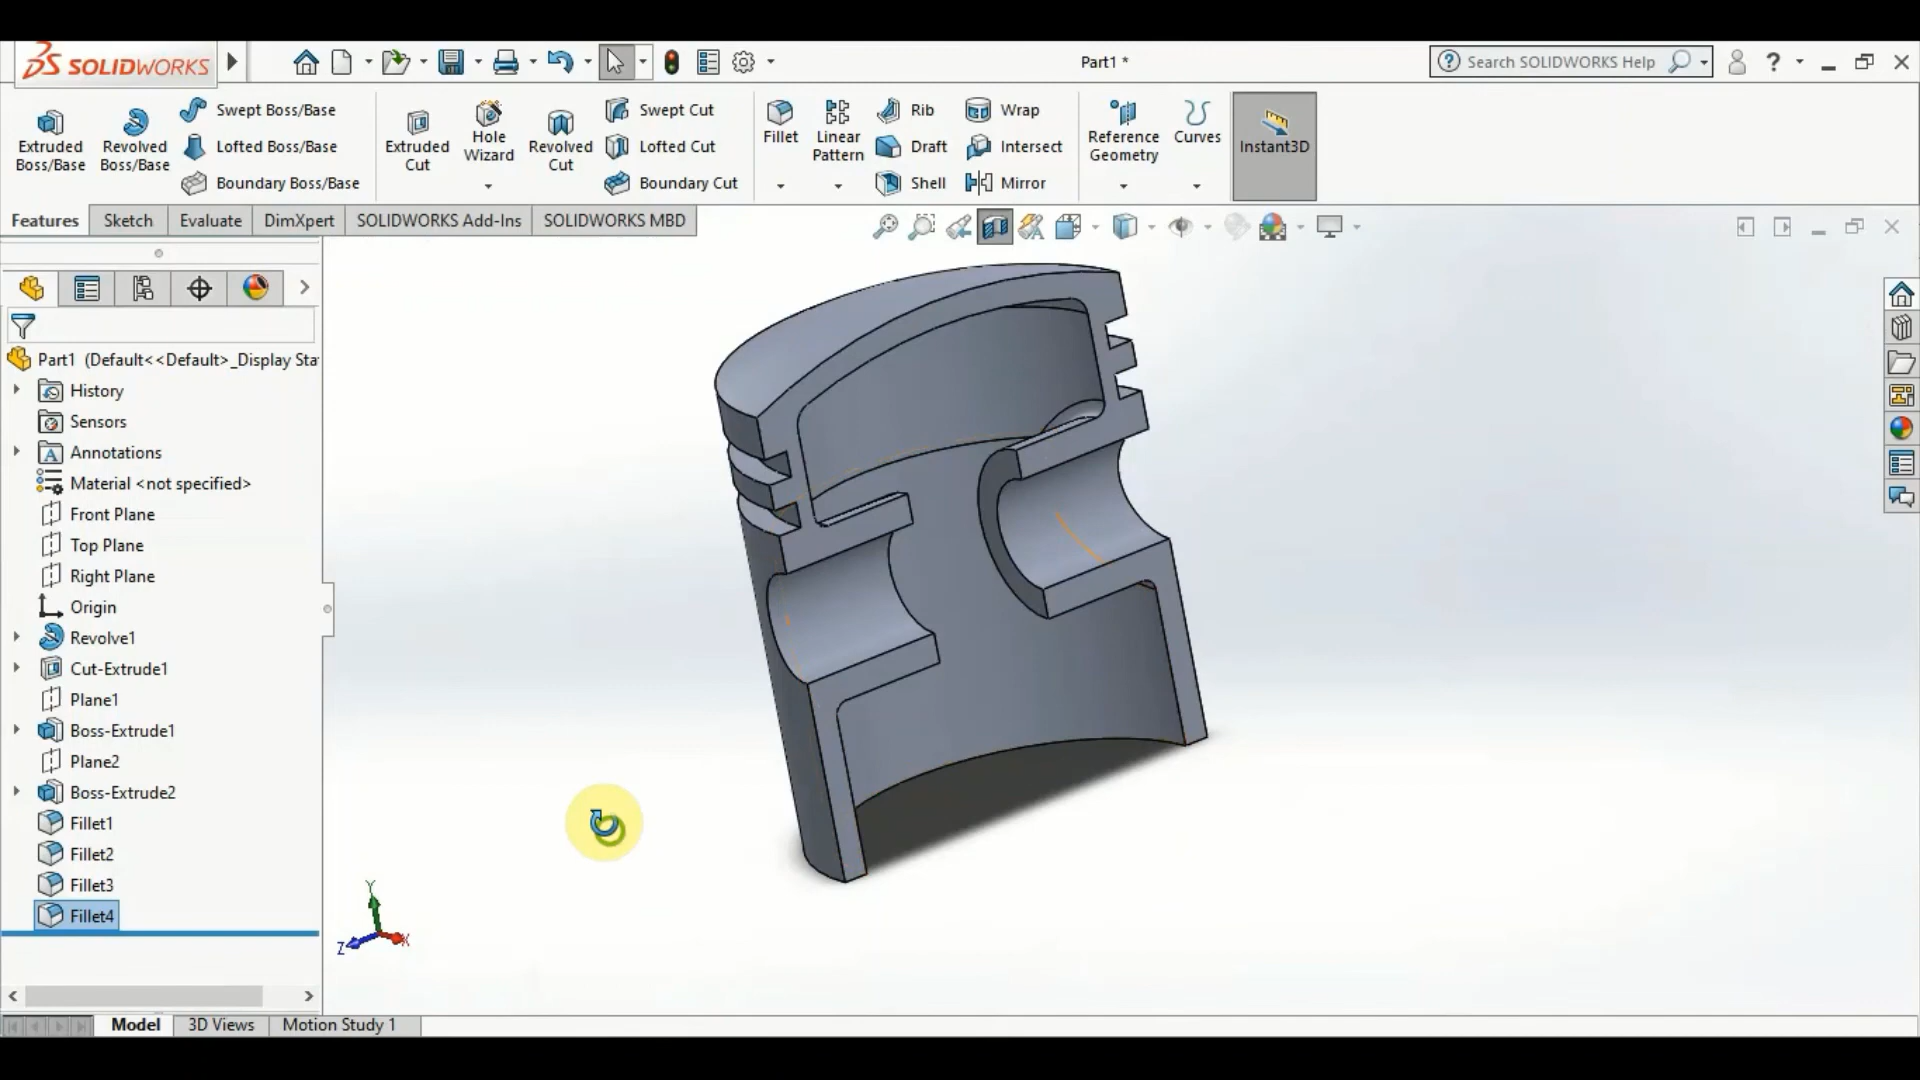 SOLIDWORKS
Part1 *
Search SOLIDWORKS Help
Extruded Boss/Base
Revolved Boss/Base
Swept Boss/Base
Lofted Boss/Base
Boundary Boss/Base
Extruded Cut
Hole Wizard
Revolved Cut
Swept Cut
Lofted Cut
Boundary Cut
Fillet
Linear Pattern
Rib
Draft
Shell
Wrap
Intersect
Mirror
Reference Geometry
Curves
Instant3D
Features
Sketch
Evaluate
DimXpert
SOLIDWORKS Add-Ins
SOLIDWORKS MBD
Part1 (Default<<Default>_Display Sta
History
Sensors
Annotations
Material <not specified>
Front Plane
Top Plane
Right Plane
Origin
Revolve1
Cut-Extrude1
Plane1
Boss-Extrude1
Plane2
Boss-Extrude2
Fillet1
Fillet2
Fillet3
Fillet4
Y
Z
X
Model
3D Views
Motion Study 1